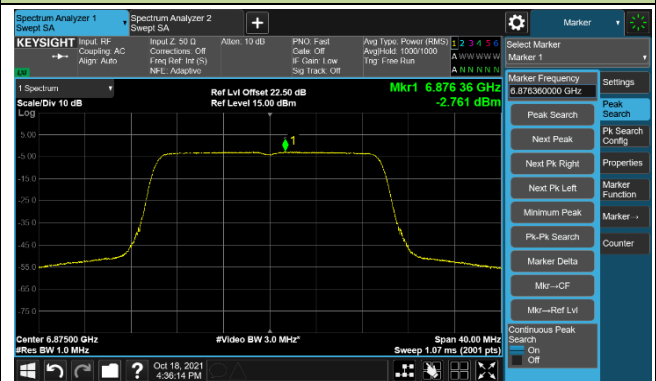 Spectrum Analyzer 1
Swept SA
Spectrum Analyzer 2
Swept SA
+
Marker
KEYSIGHT
Input: RF
Coupling: AC
Align: Auto
Input Z: 50 Ω
Corrections: Off
Freq Ref: Int (S)
NFE: Adaptive
Atten: 10 dB
PNO: Fast
Gate: Off
IF Gain: Low
Sig Track: Off
Avg Type: Power (RMS)
Avg|Hold: 1000/1000
Trig: Free Run
1 2 3 4 5 6
A W W W W W
A N N N N N
LXI
Select Marker
Marker 1
1 Spectrum
Scale/Div 10 dB
Log
Ref Lvl Offset 22.50 dB
Ref Level 15.00 dBm
Mkr1 6.876 36 GHz
-2.761 dBm
5.00
-5.00
-15.0
-25.0
-35.0
-45.0
-55.0
-65.0
-75.0
1
Center 6.87500 GHz
#Res BW 1.0 MHz
#Video BW 3.0 MHz*
Span 40.00 MHz
Sweep 1.07 ms (2001 pts)
Marker Frequency
6.876360000 GHz
Peak Search
Next Peak
Next Pk Right
Next Pk Left
Minimum Peak
Pk-Pk Search
Marker Delta
Mkr→CF
Mkr→Ref Lvl
Continuous Peak
Search
On
Off
Settings
Peak
Search
Pk Search
Config
Properties
Marker
Function
Marker→
Counter
?
Oct 18, 2021
4:36:14 PM